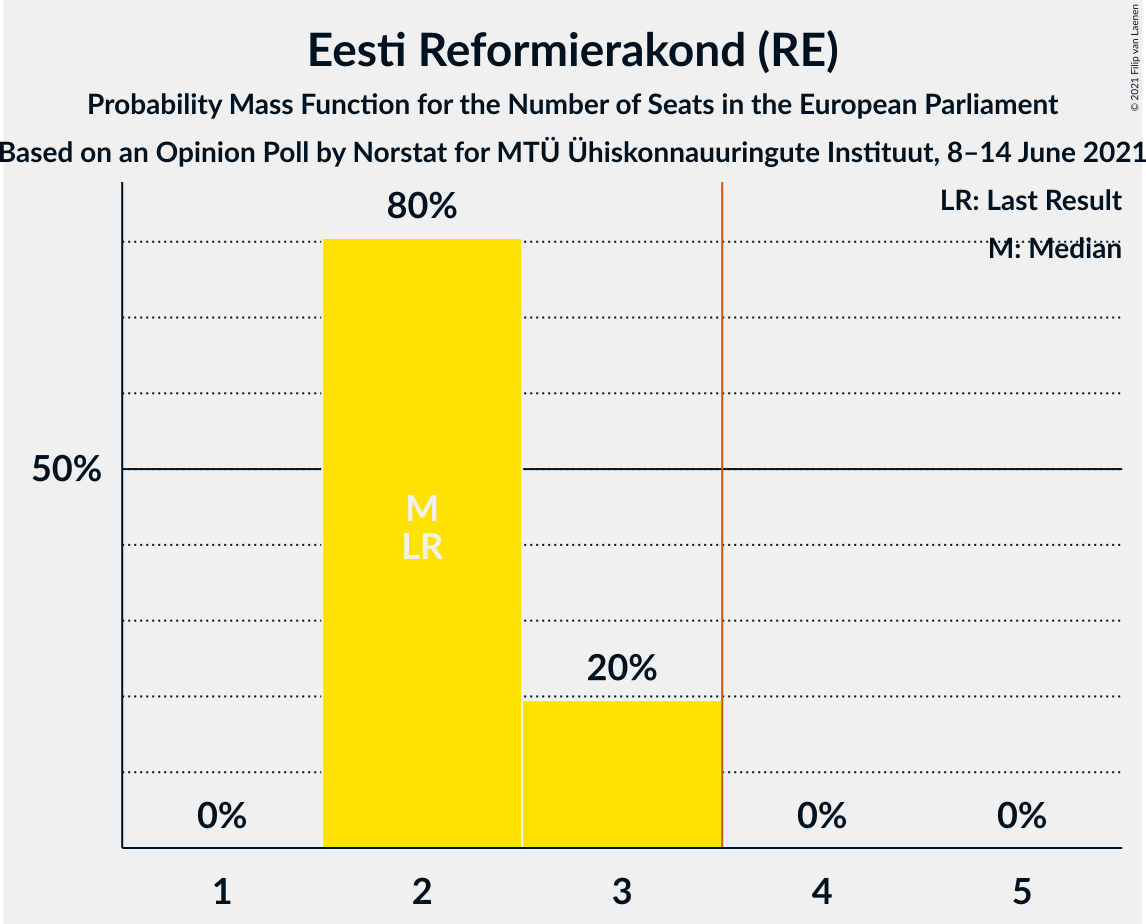 Eesti Reformierakond (RE)
Probability Mass Function for the Number of Seats in the European Parliament
Based on an Opinion Poll by Norstat for MTÜ Ühiskonnauuringute Instituut, 8–14 June 2021
© 2021 Filip van Laenen
LR: Last Result
M: Median
80%
50%
M
LR
20%
0%
0%
0%
1
2
3
4
5